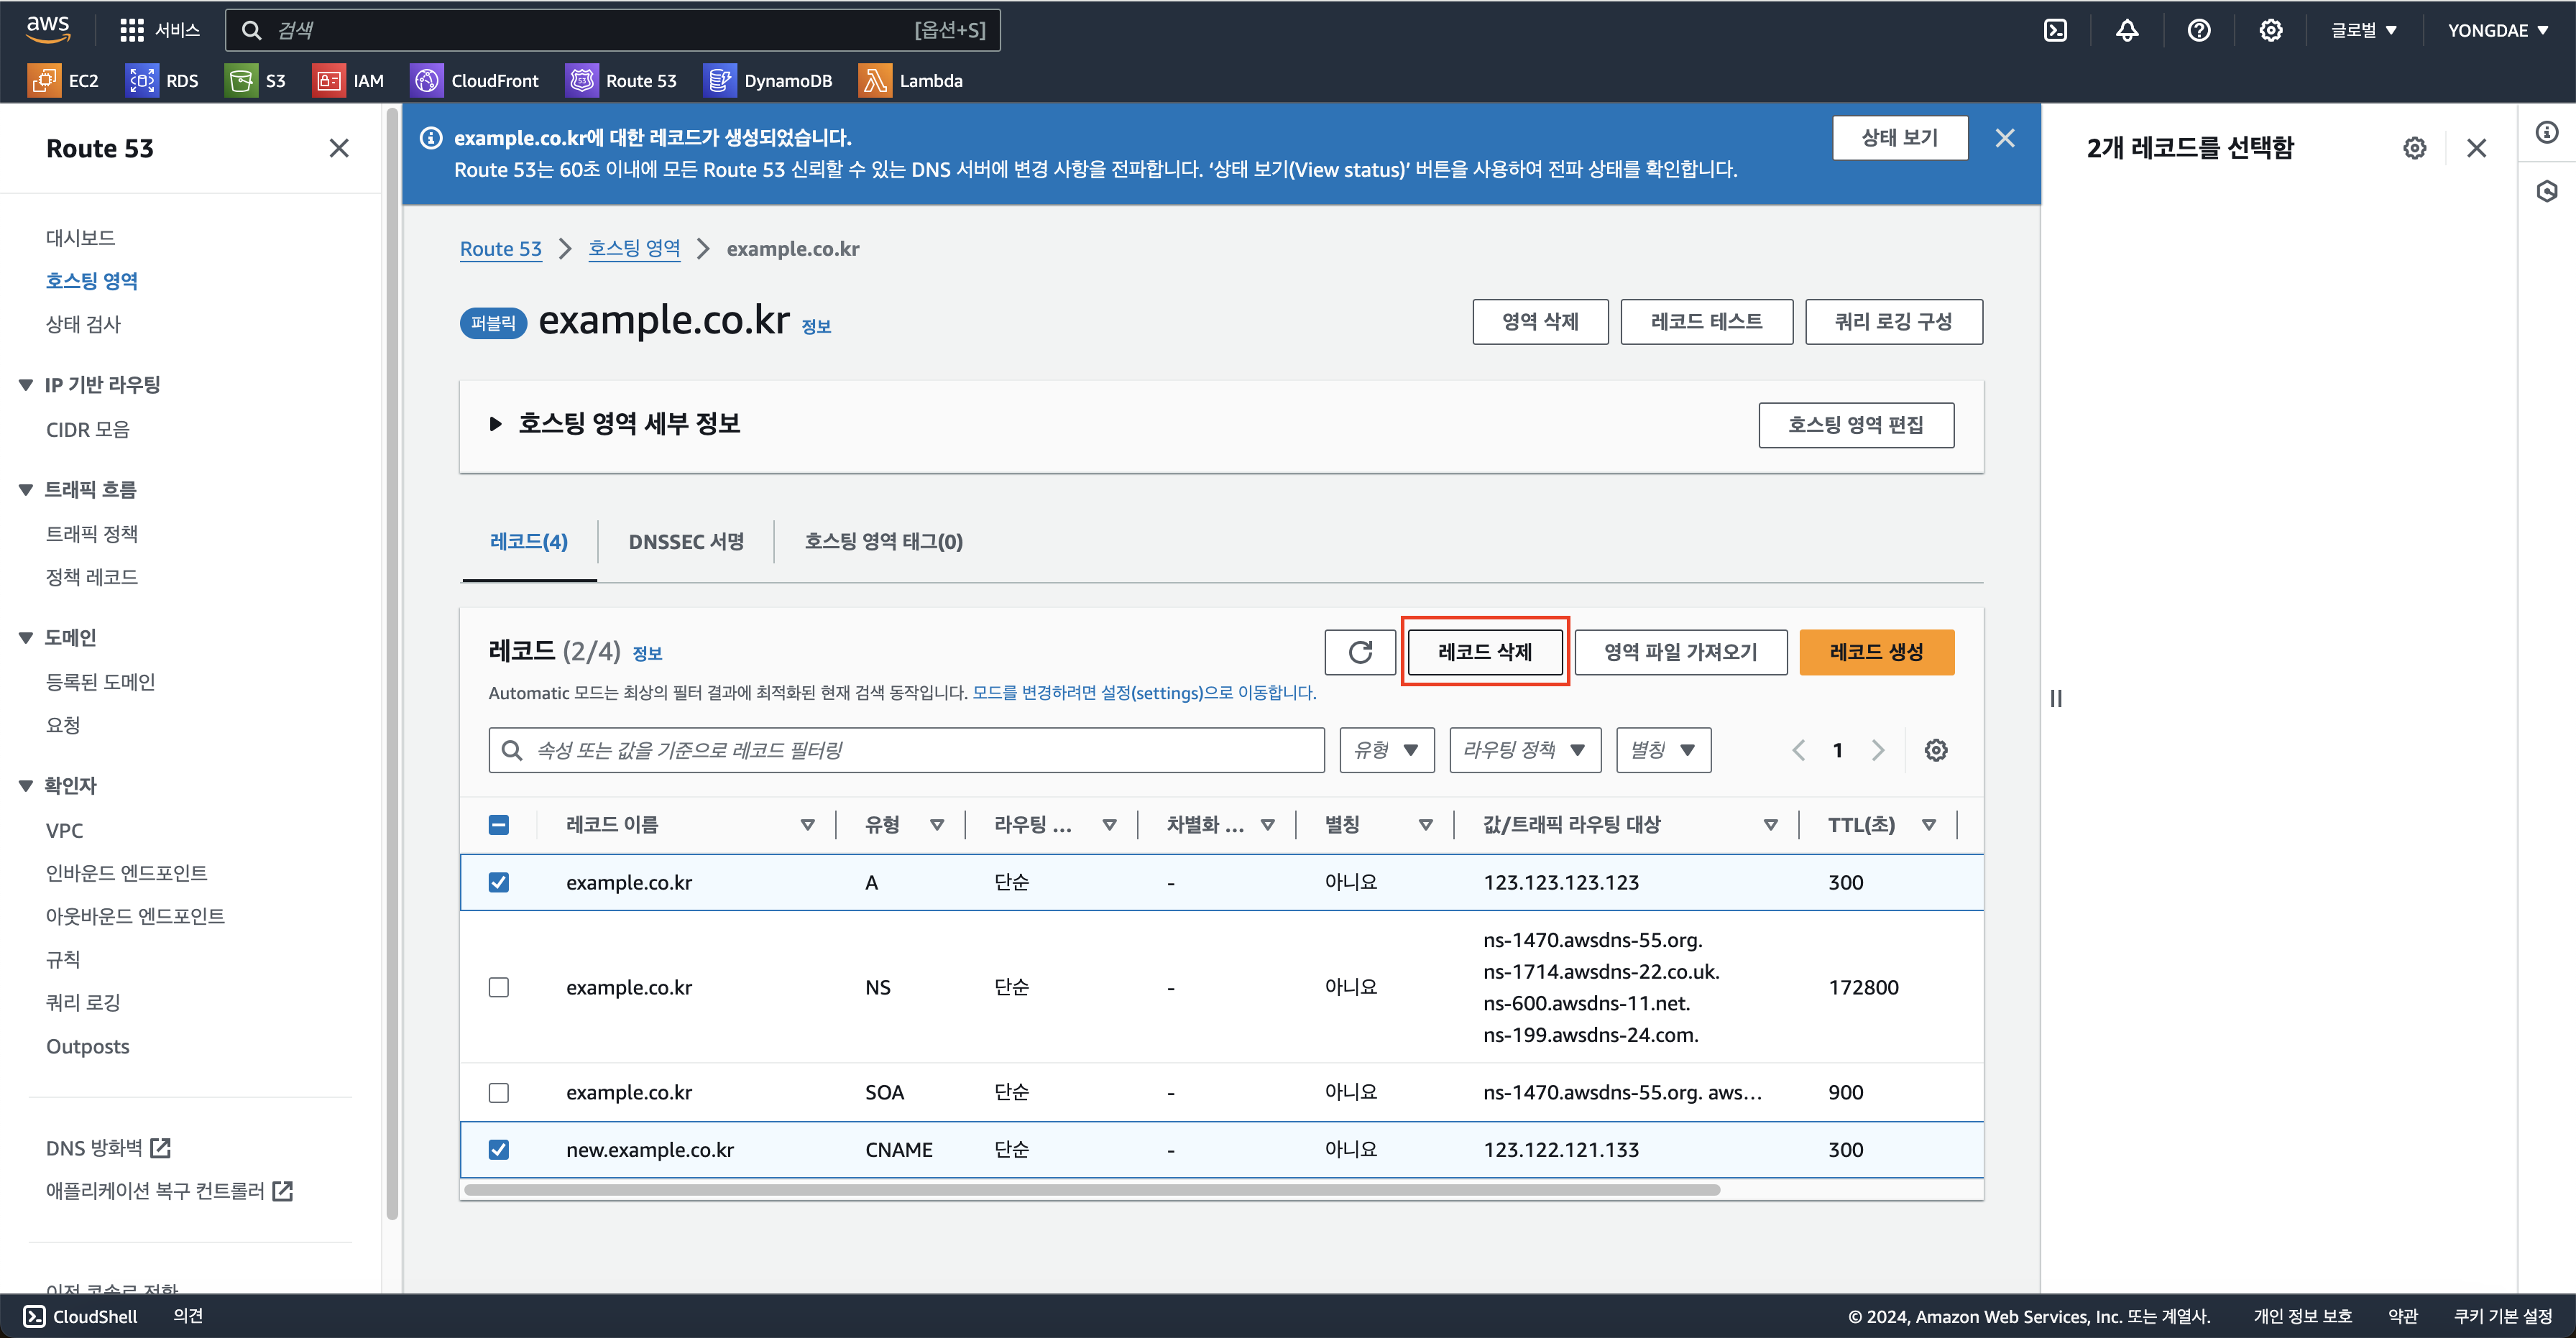 aws
서비스
검색
[옵션+S]
글로벌
YONGDAE
EC2
RDS
S3
IAM
CloudFront
Route 53
DynamoDB
Lambda
Route 53
대시보드
호스팅 영역
상태 검사
IP 기반 라우팅
CIDR 모음
트래픽 흐름
트래픽 정책
정책 레코드
도메인
등록된 도메인
요청
확인자
VPC
인바운드 엔드포인트
아웃바운드 엔드포인트
규칙
쿼리 로깅
Outposts
DNS 방화벽
애플리케이션 복구 컨트롤러
example.co.kr에 대한 레코드가 생성되었습니다.
Route 53는 60초 이내에 모든 Route 53 신뢰할 수 있는 DNS 서버에 변경 사항을 전파합니다. ‘상태 보기(View status)’ 버튼을 사용하여 전파 상태를 확인합니다.
상태 보기
Route 53
호스팅 영역
example.co.kr
퍼블릭
example.co.kr
정보
영역 삭제
레코드 테스트
쿼리 로깅 구성
호스팅 영역 세부 정보
호스팅 영역 편집
레코드(4)
DNSSEC 서명
호스팅 영역 태그(0)
레코드 (2/4)
정보
레코드 삭제
영역 파일 가져오기
레코드 생성
Automatic 모드는 최상의 필터 결과에 최적화된 현재 검색 동작입니다. 모드를 변경하려면 설정(settings)으로 이동합니다.
속성 또는 값을 기준으로 레코드 필터링
유형
라우팅 정책
별칭
1
레코드 이름 유형 라우팅 ... 차별화 ... 별칭 값/트래픽 라우팅 대상 TTL(초)
example.co.kr A 단순 - 아니요 123.123.123.123 300
example.co.kr NS 단순 - 아니요 ns-1470.awsdns-55.org.
ns-1714.awsdns-22.co.uk.
ns-600.awsdns-11.net.
ns-199.awsdns-24.com.
172800
example.co.kr SOA 단순 - 아니요 ns-1470.awsdns-55.org. aws... 900
new.example.co.kr CNAME 단순 - 아니요 123.122.121.133 300
2개 레코드를 선택함
CloudShell
의견
© 2024, Amazon Web Services, Inc. 또는 계열사.
개인 정보 보호
약관
쿠키 기본 설정